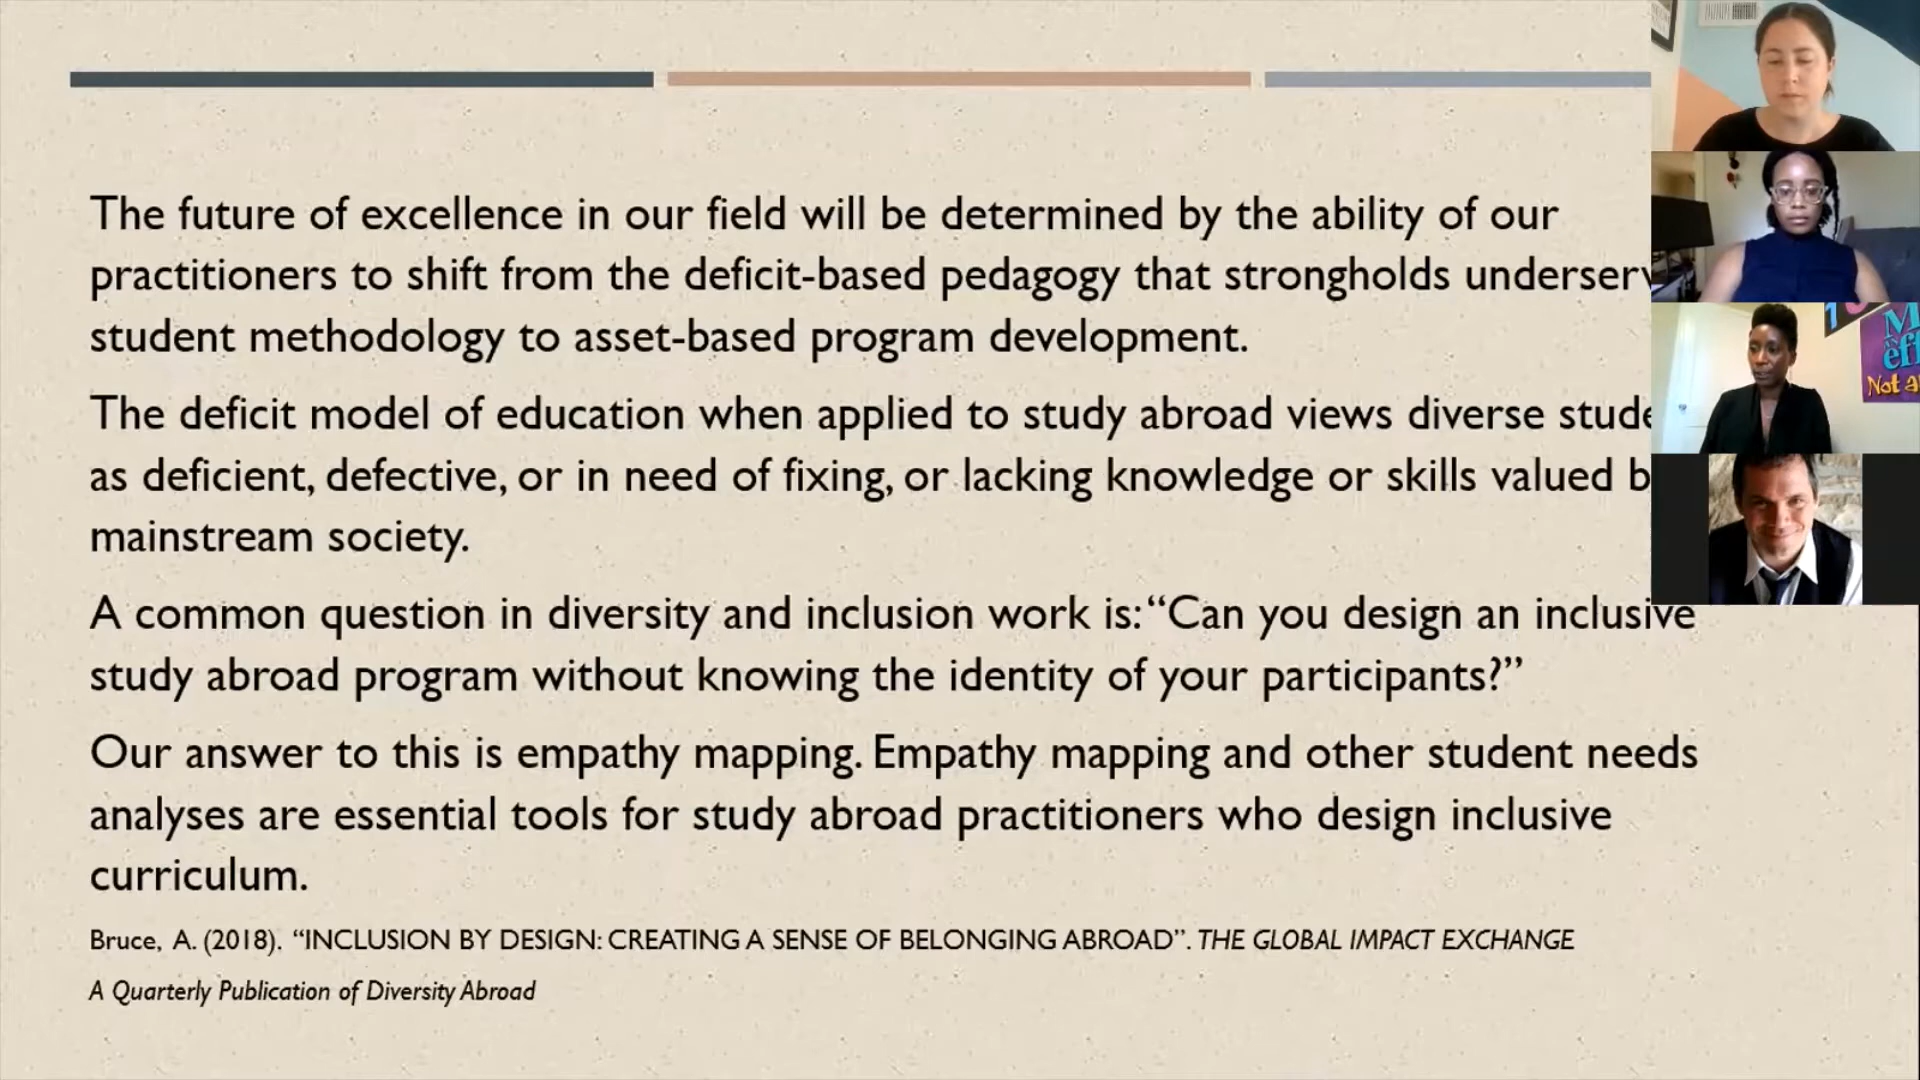 The future of excellence in our field will be determined by the ability of our
practitioners to shift from the deficit-based pedagogy that strongholds
student methodology to asset-based program development.
The deficit model of education when applied to study abroad views diverse
as deficient, defective, or in need of fixing, or lacking knowledge or skills valued
mainstream society.
A common question in diversity and inclusion work is: “Can you design an inclusive
study abroad program without knowing the identity of your participants?”
Our answer to this is empathy mapping. Empathy mapping and other student needs
analyses are essential tools for study abroad practitioners who design inclusive
curriculum.
Bruce, A. (2018). “INCLUSION BY DESIGN: CREATING A SENSE OF BELONGING ABROAD”. THE GLOBAL IMPACT EXCHANGE
A Quarterly Publication of Diversity Abroad
Not